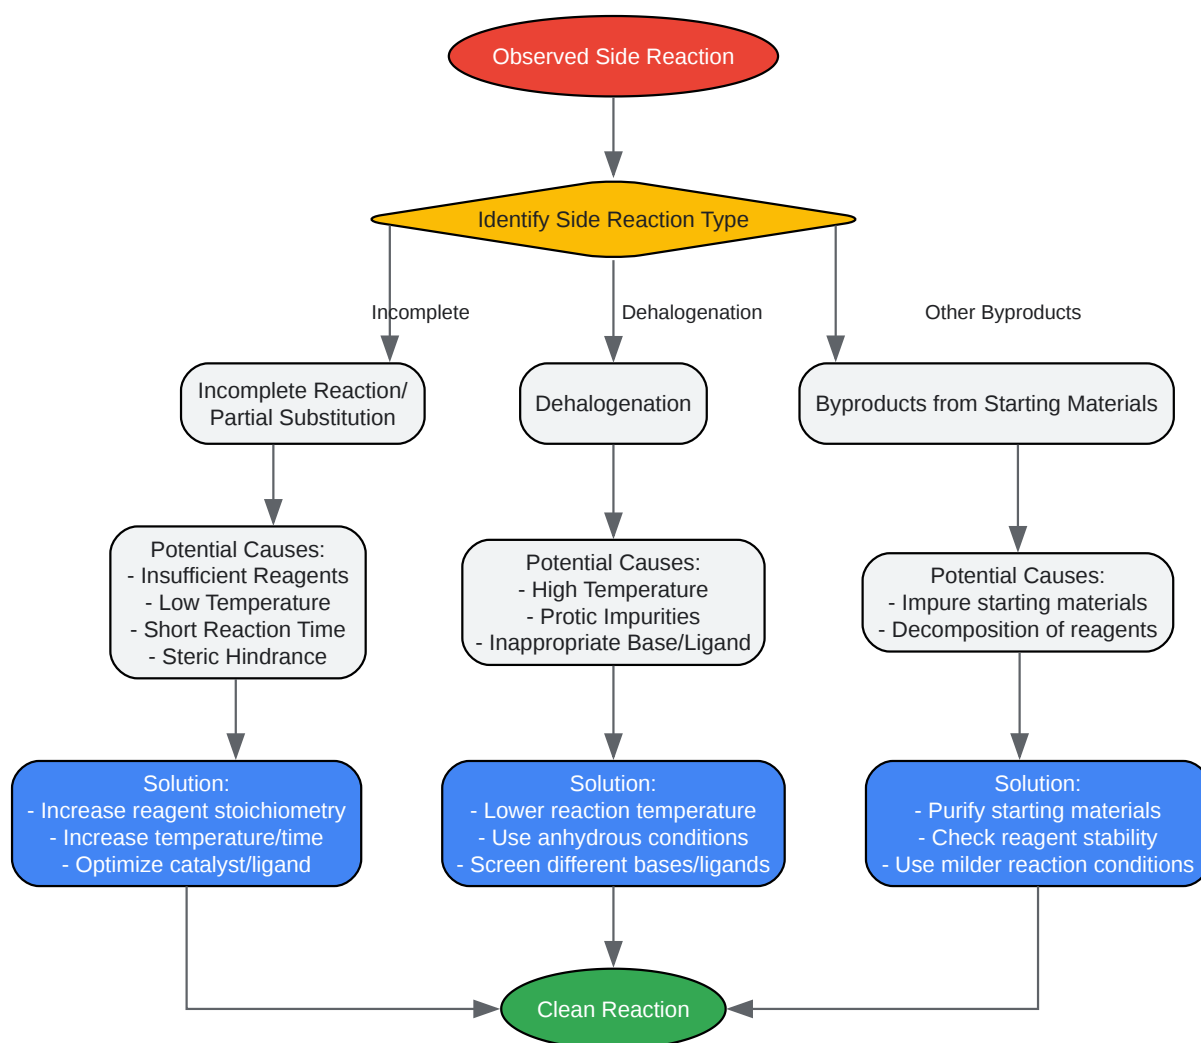 Observed Side Reaction
Identify Side Reaction Type
Incomplete
Dehalogenation
Other Byproducts
Incomplete Reaction/
Partial Substitution
Dehalogenation
Byproducts from Starting Materials
Potential Causes:
- Insufficient Reagents
- Low Temperature
- Short Reaction Time
- Steric Hindrance
Potential Causes:
- High Temperature
- Protic Impurities
- Inappropriate Base/Ligand
Potential Causes:
- Impure starting materials
- Decomposition of reagents
Solution:
- Increase reagent stoichiometry
- Increase temperature/time
- Optimize catalyst/ligand
Solution:
- Lower reaction temperature
- Use anhydrous conditions
- Screen different bases/ligands
Solution:
- Purify starting materials
- Check reagent stability
- Use milder reaction conditions
Clean Reaction